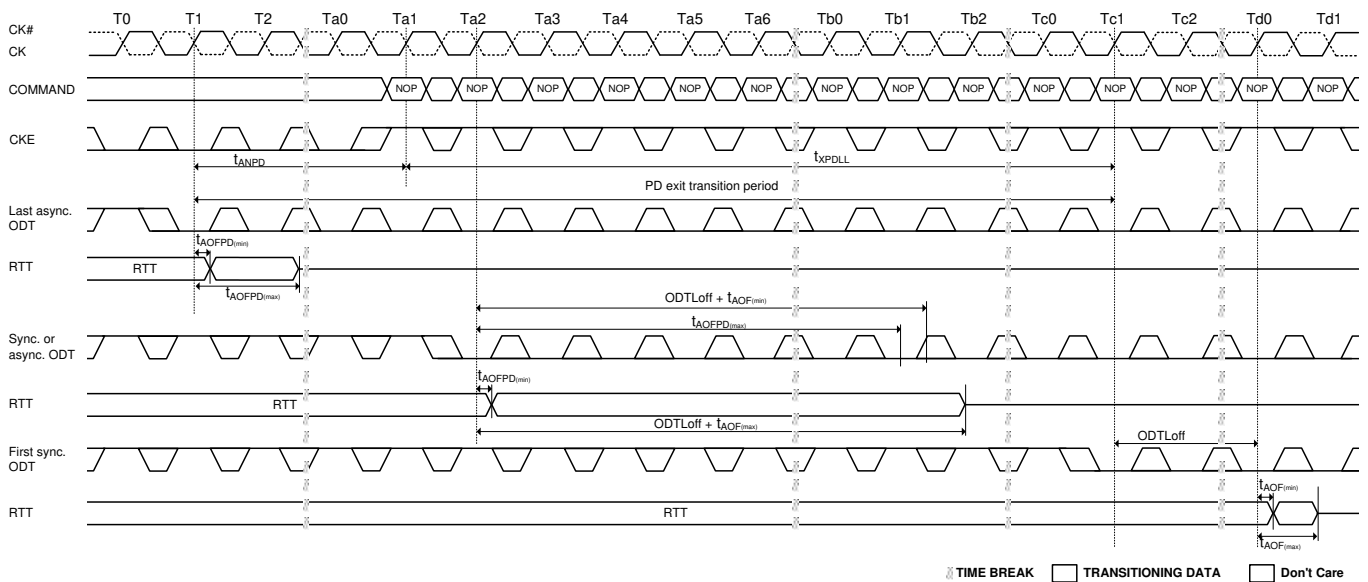 T0 T1 T2 Ta0 Ta1 Ta2 Ta3 Ta4 Ta5 Ta6 Tb0 Tb1 Tb2 Tc0 Tc1 Tc2 Td0 Td1
CK#
CK
COMMAND NOP NOP NOP NOP NOP NOP NOP NOP NOP NOP NOP NOP NOP NOP
CKE
tANPD tXPDLL
PD exit transition period
Last async.
ODT
tAOFPD(min)
RTT RTT
tAOFPD(max)
ODTLoff + tAOF(min)
tAOFPD(max)
Sync. or
async. ODT
tAOFPD(min)
RTT RTT
ODTLoff + tAOF(max)
ODTLoff
First sync.
ODT
tAOF(min)
RTT RTT
tAOF(max)
TIME BREAK TRANSITIONING DATA Don't Care